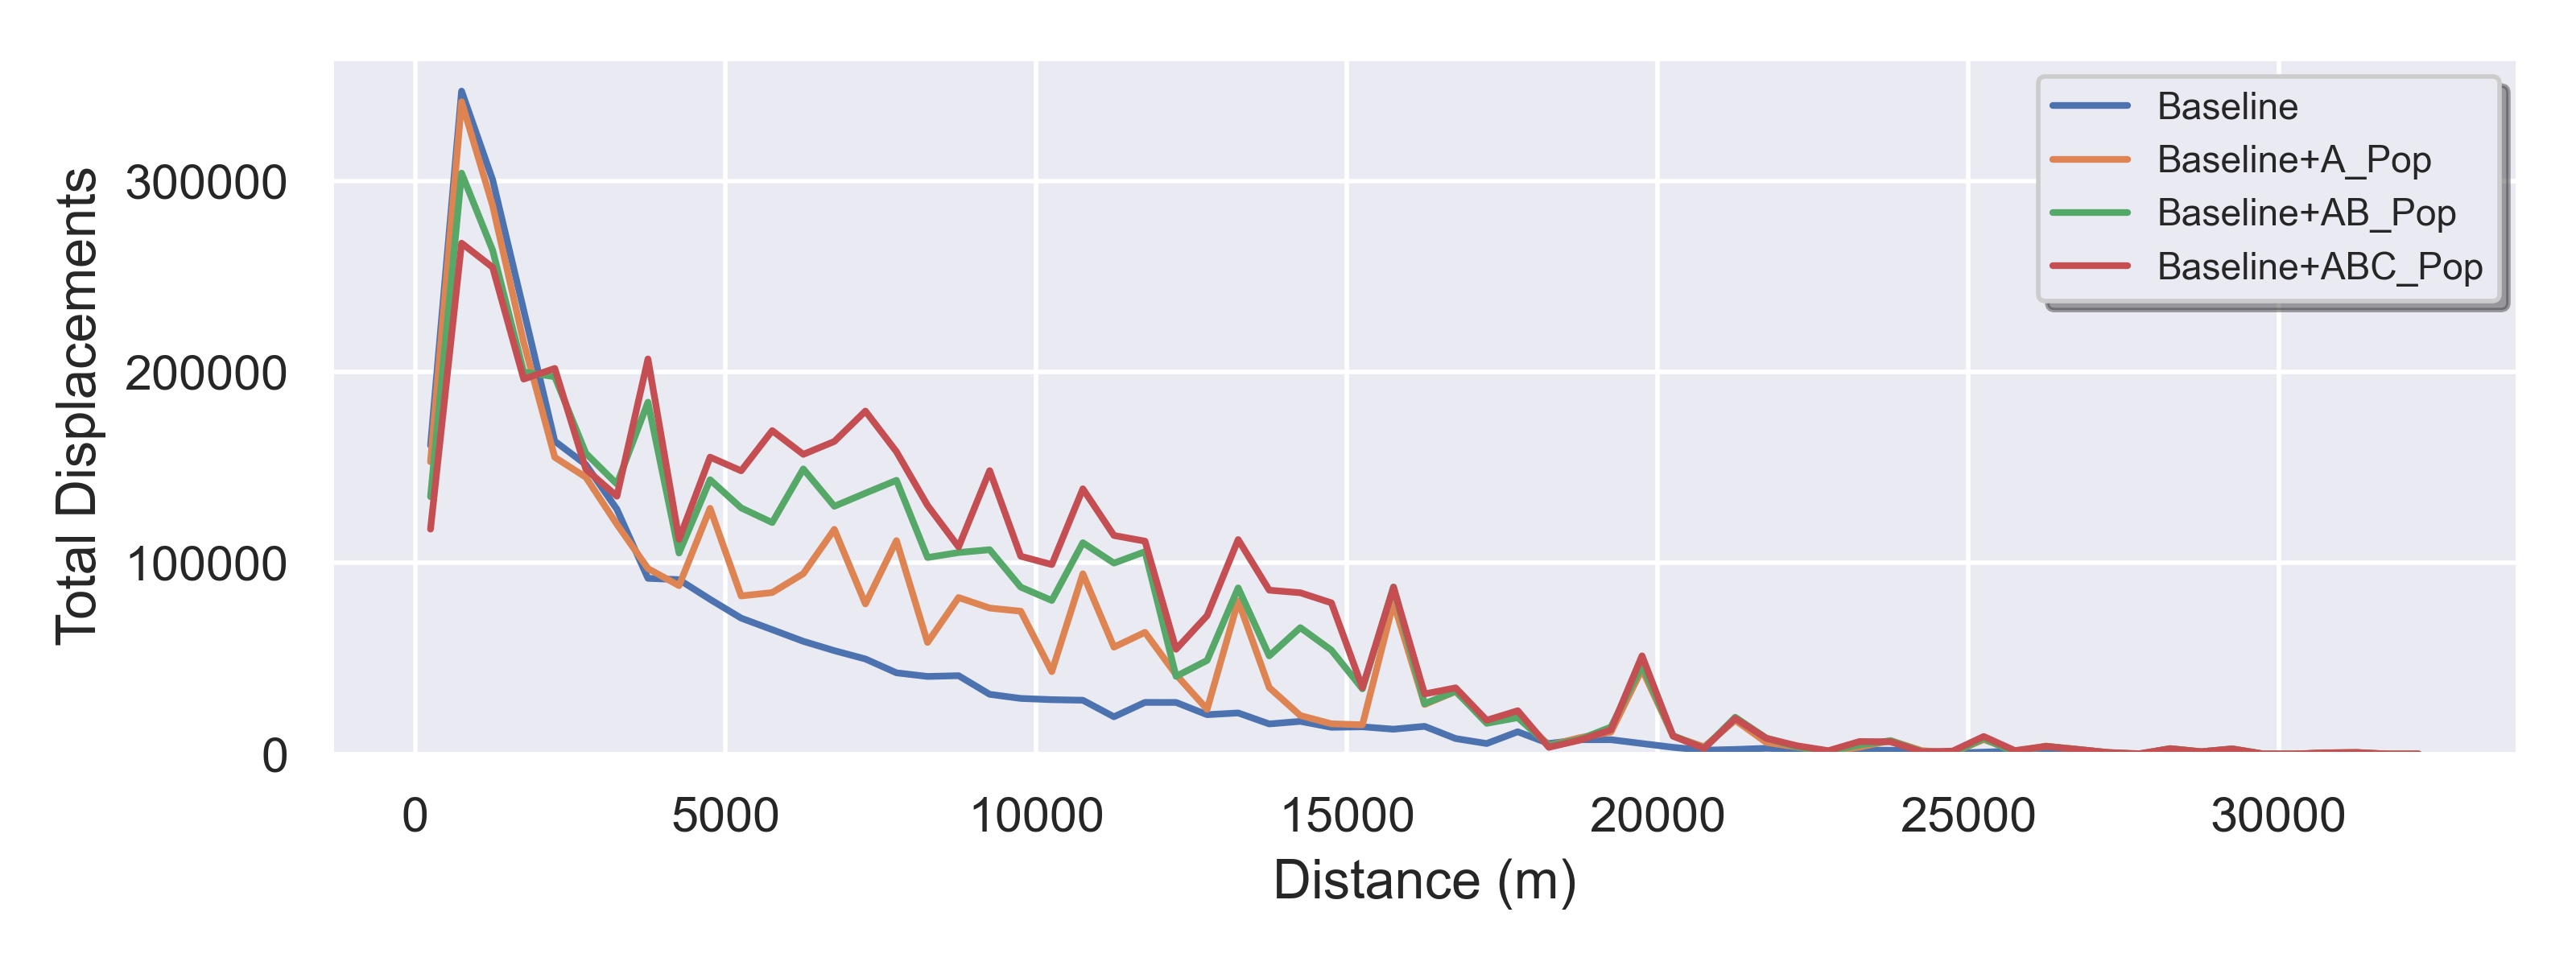 Total Displacements
300000
200000
100000
0
0 5000 10000 15000 20000 25000 30000
Distance (m)
Baseline
Baseline+A_Pop
Baseline+AB_Pop
Baseline+ABC_Pop